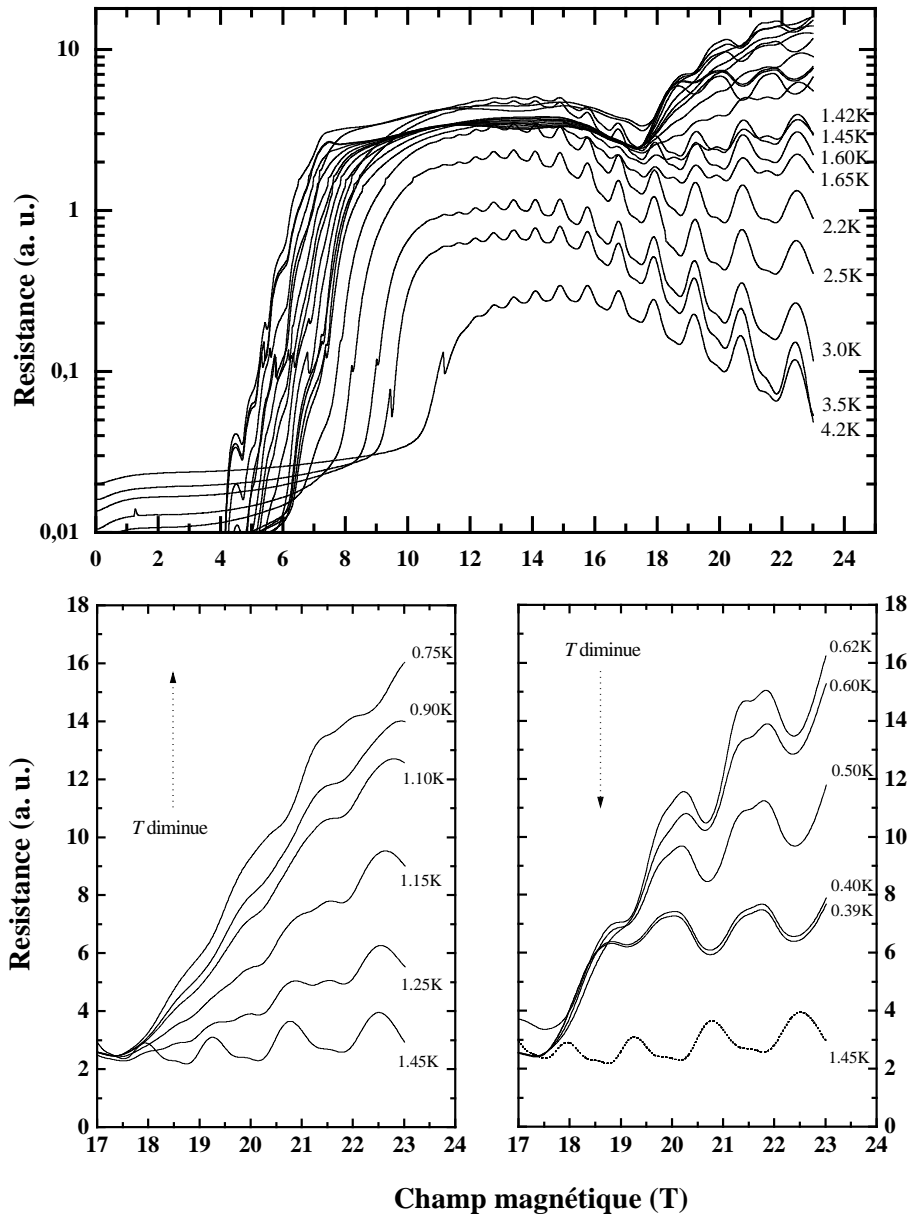 10
1
0,1
0,01
Resistance (a. u.)
0 2 4 6 8 10 12 14 16 18 20 22 24
1.42K
1.45K
1.60K
1.65K
2.2K
2.5K
3.0K
3.5K
4.2K
18
16
14
12
10
8
6
4
2
0
Resistance (a. u.)
17 18 19 20 21 22 23 24
T diminue
0.75K
0.90K
1.10K
1.15K
1.25K
1.45K
T diminue
0.62K
0.60K
0.50K
0.40K
0.39K
1.45K
18
16
14
12
10
8
6
4
2
0
17 18 19 20 21 22 23 24
Champ magnétique (T)